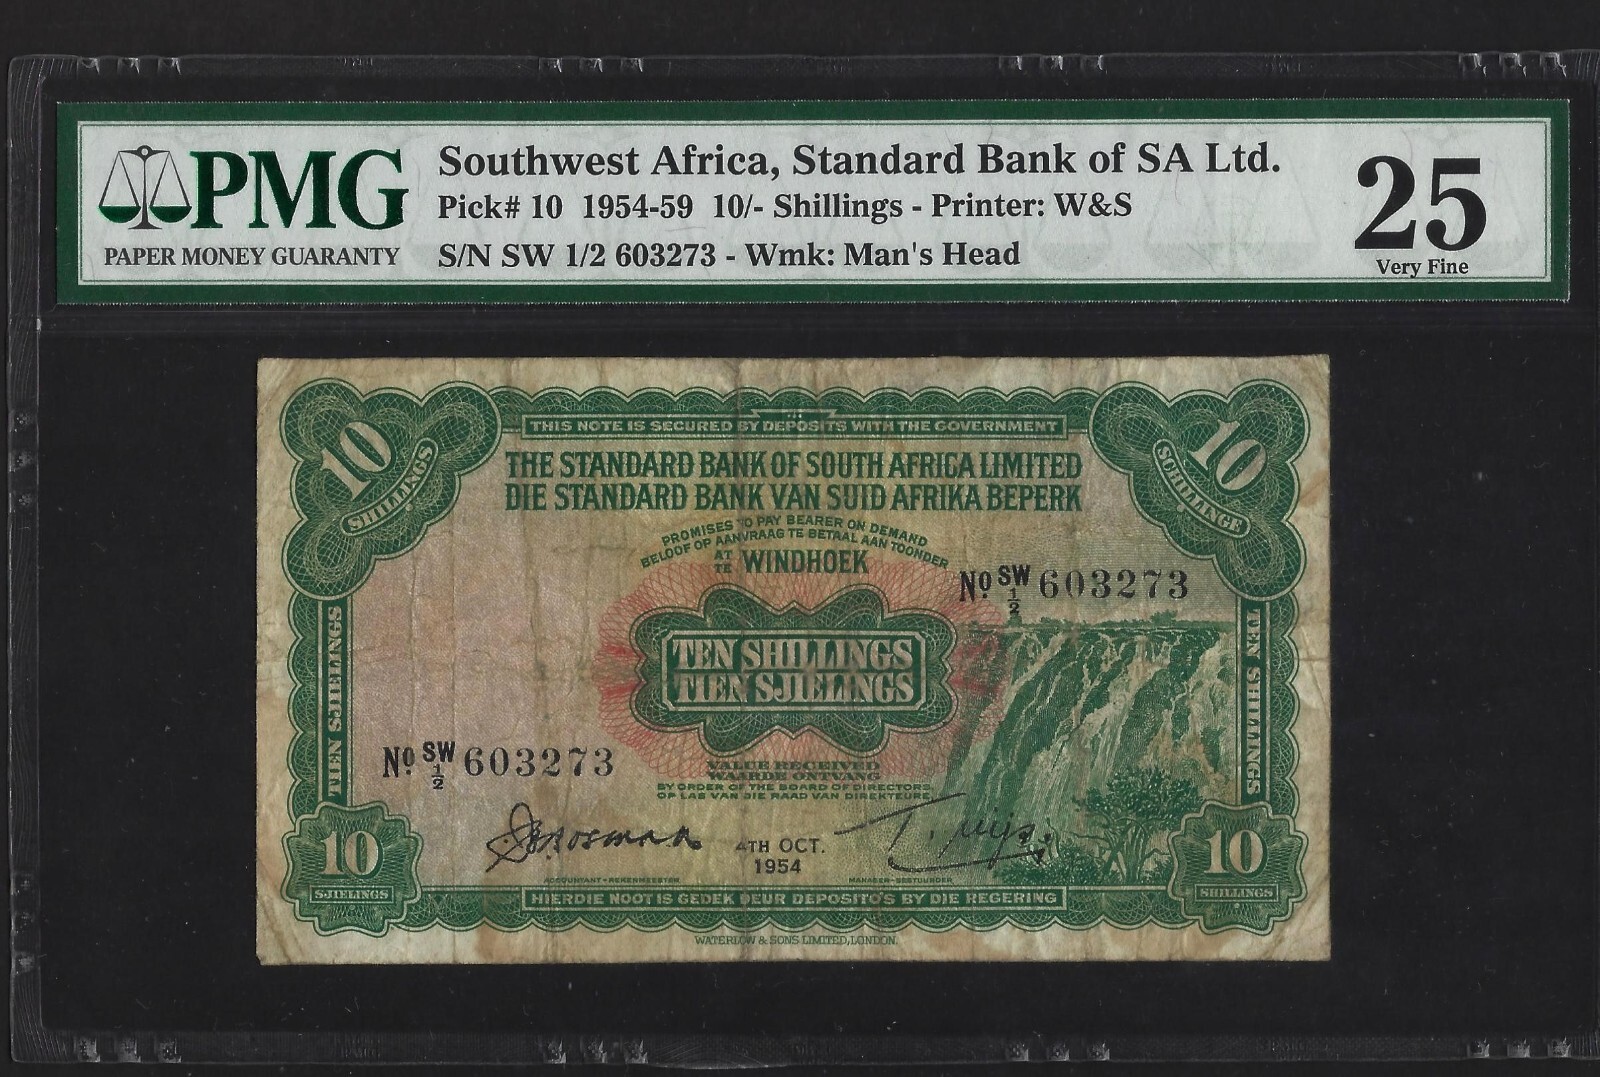 PMG
PAPER MONEY GUARANTY
Southwest Africa, Standard Bank of SA Ltd.
Pick# 10 1954-59 10/- Shillings - Printer: W&S
S/N SW 1/2 603273 - Wmk: Man's Head
25
Very Fine
THIS NOTE IS SECURED BY DEPOSITS WITH THE GOVERNMENT
10
SHILLINGS
10
SCHILLINGE
THE STANDARD BANK OF SOUTH AFRICA LIMITED
DIE STANDARD BANK VAN SUID AFRIKA BEPERK
PROMISES TO PAY BEARER ON DEMAND
BELOOF OP AANVRAAG TE BETAAL AAN TOONDER
AT
TE WINDHOEK
No SW 1/2 603273
TEN SHILLINGS
TIEN SJIELINGS
TIEN SJIELINGS
TEN SHILLINGS
No SW 1/2 603273
VALUE RECEIVED
WAARDE ONTVANG
BY ORDER OF THE BOARD OF DIRECTORS.
OP LAS VAN DIE RAAD VAN DIREKTEURE.
4TH OCT.
1954
ACCOUNTANT - REKENMEESTER
MANAGER - BESTUURDER
10
SJIELINGS
10
SHILLINGS
HIERDIE NOOT IS GEDEK DEUR DEPOSITO'S BY DIE REGERING
WATERLOW & SONS LIMITED, LONDON.